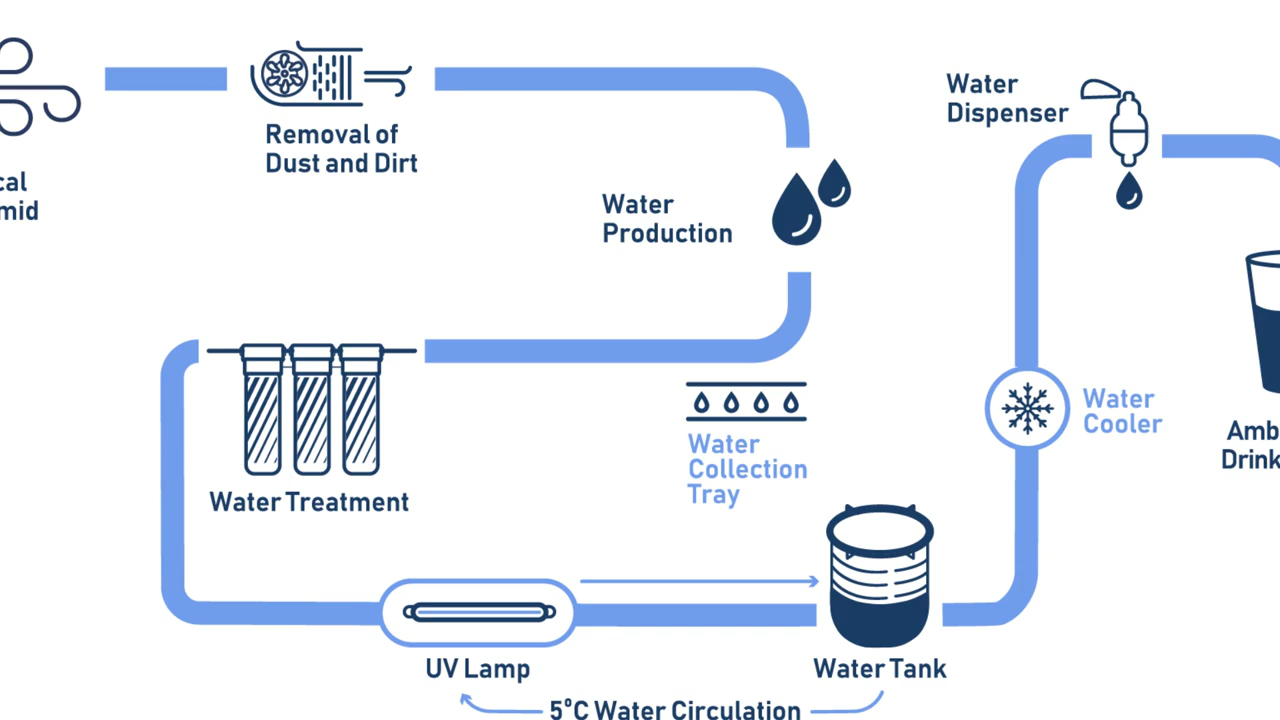 Removal of
Dust and Dirt
Water
Dispenser
Water
Production
Water
Cooler
Water
Collection
Tray
Water Treatment
UV Lamp
Water Tank
5°C Water Circulation